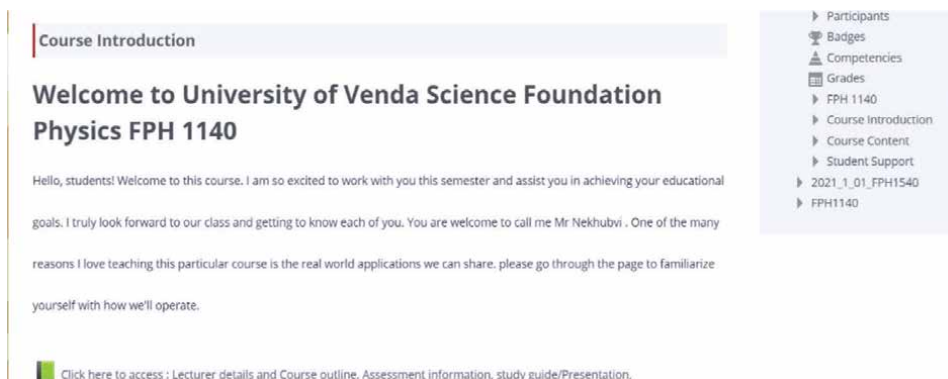 Course Introduction
Welcome to University of Venda Science Foundation
Physics FPH 1140
Hello, students! Welcome to this course. I am so excited to work with you this semester and assist you in achieving your educational
goals. I truly look forward to our class and getting to know each of you. You are welcome to call me Mr Nekhubvi . One of the many
reasons I love teaching this particular course is the real world applications we can share. please go through the page to familiarize
yourself with how we'll operate.
Click here to access : Lecturer details and Course outline, Assessment information, study guide/Presentation.
Participants
Badges
Competencies
Grades
FPH 1140
Course Introduction
Course Content
Student Support
2021_1_01_FPH1540
FPH1140